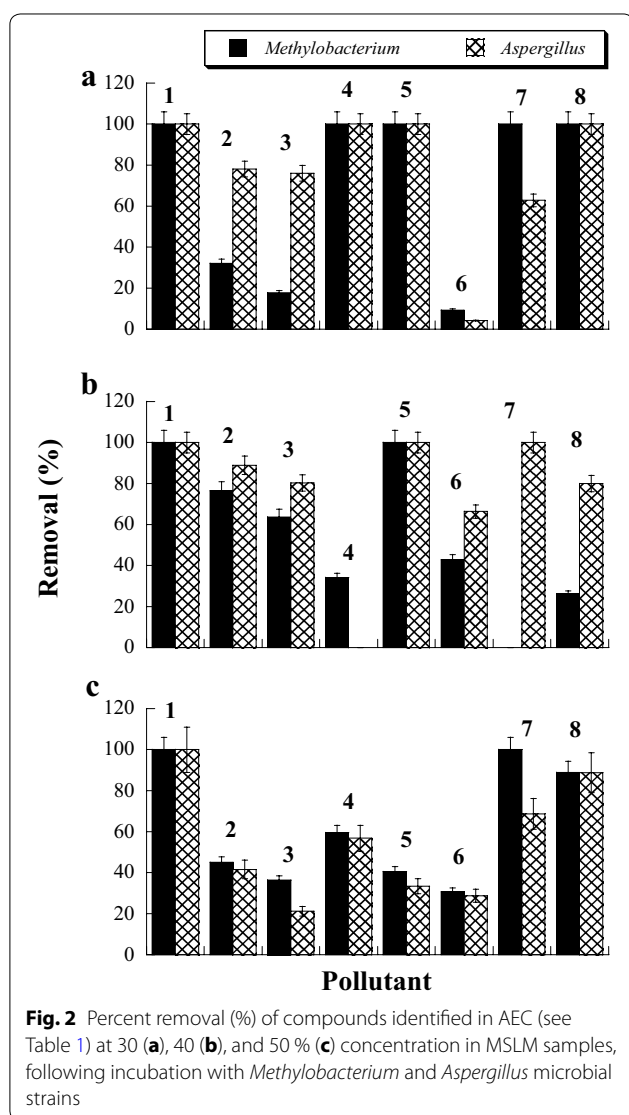 Methylobacterium Aspergillus
a
120
100
80
60
40
20
0
1 2 3 4 5 6 7 8
b
120
100
80
60
40
20
0
1 2 3 4 5 6 7 8
c
120
100
80
60
40
20
0
1 2 3 4 5 6 7 8
Removal (%)
Pollutant
Fig. 2 Percent removal (%) of compounds identified in AEC (see
Table 1) at 30 (a), 40 (b), and 50 % (c) concentration in MSLM samples,
following incubation with Methylobacterium and Aspergillus microbial
strains